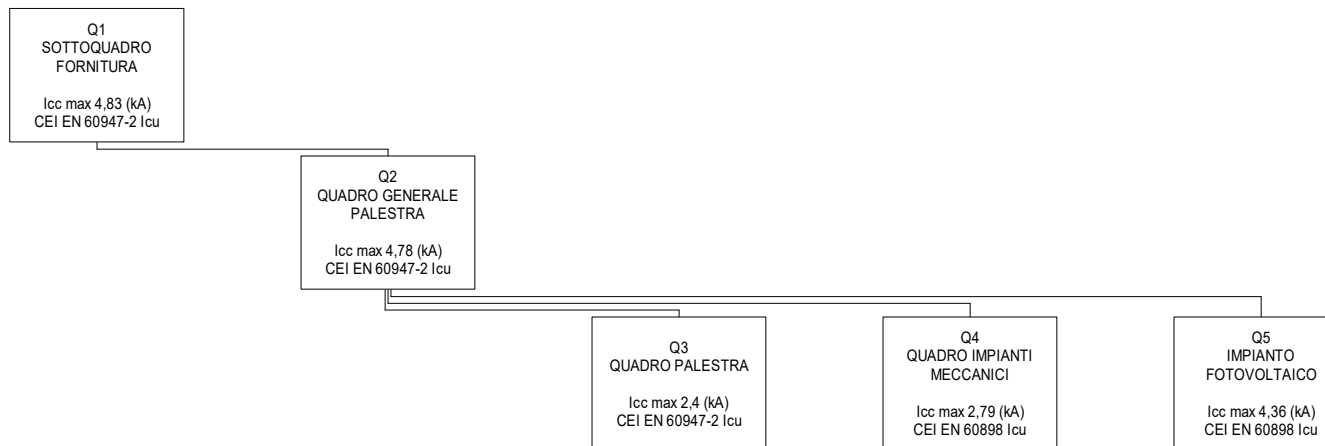 Q1
SOTTOQUADRO
FORNITURA
Icc max 4,83 (kA)
CEI EN 60947-2 Icu
Q2
QUADRO GENERALE
PALESTRA
Icc max 4,78 (kA)
CEI EN 60947-2 Icu
Q3
QUADRO PALESTRA
Icc max 2,4 (kA)
CEI EN 60947-2 Icu
Q4
QUADRO IMPIANTI
MECCANICI
Icc max 2,79 (kA)
CEI EN 60898 Icu
Q5
IMPIANTO
FOTOVOLTAICO
Icc max 4,36 (kA)
CEI EN 60898 Icu